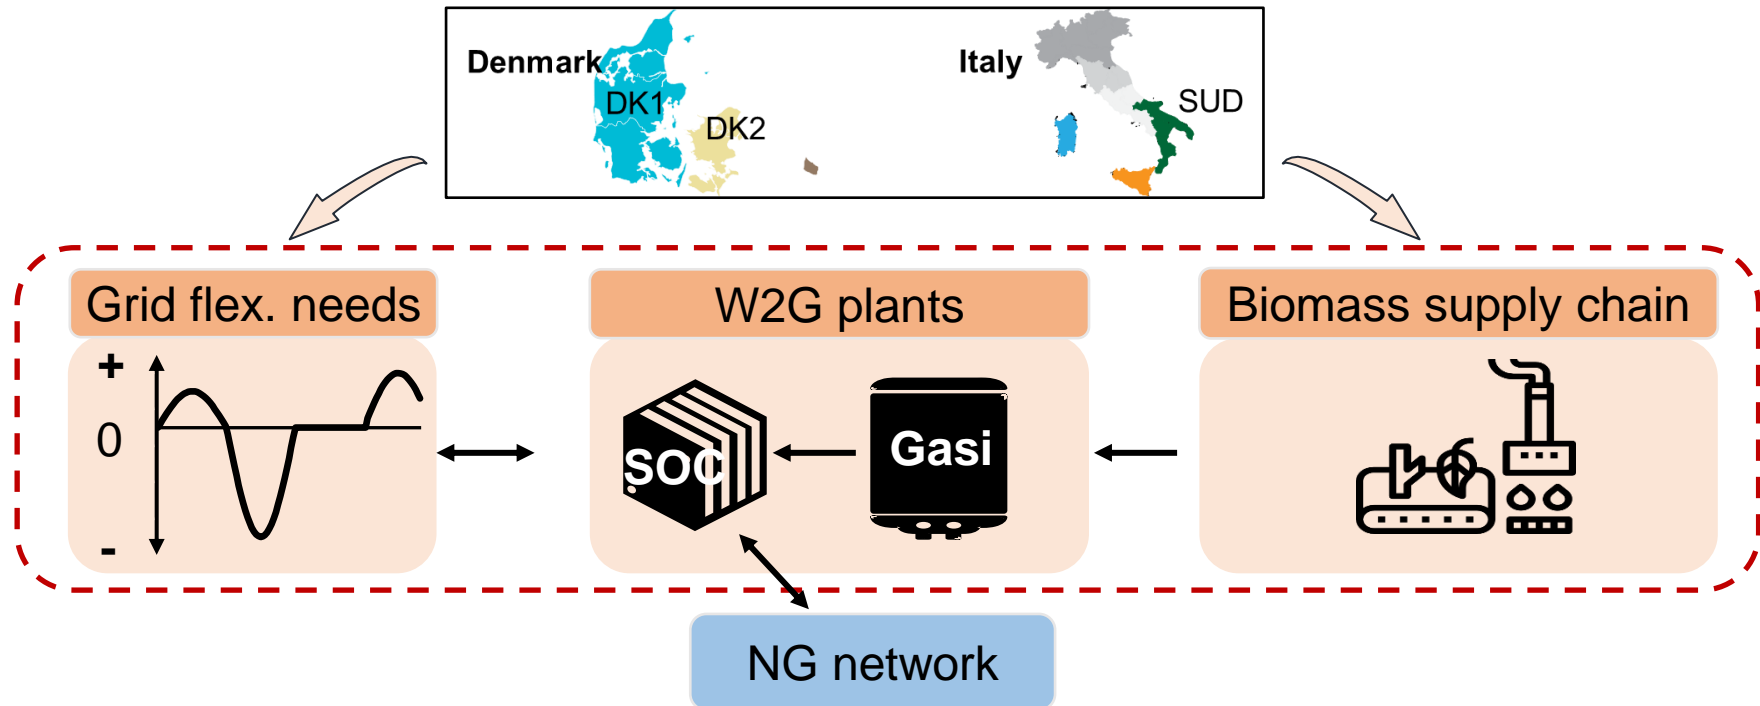 Denmark
DK1
DK2
Italy
SUD
Grid flex. needs
W2G plants
Biomass supply chain
+
0
-
SOC
Gasi
NG network